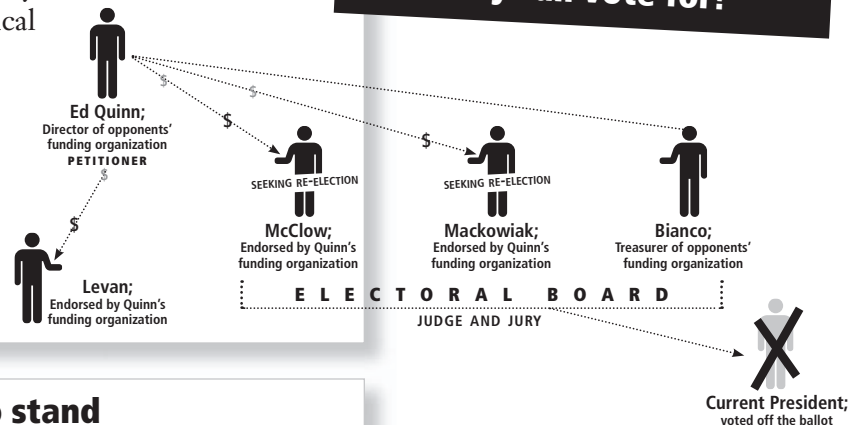 ical
vote for?
Ed Quinn;
Director of opponents'
funding organization
PETITIONER
$
$
$
$
$
$
SEEKING RE-ELECTION
SEEKING RE-ELECTION
McClow;
Endorsed by Quinn's
funding organization
Mackowiak;
Endorsed by Quinn's
funding organization
Bianco;
Treasurer of opponents'
funding organization
Levan;
Endorsed by Quinn's
funding organization
ELECTORAL BOARD
JUDGE AND JURY
Current President;
voted off the ballot
stand